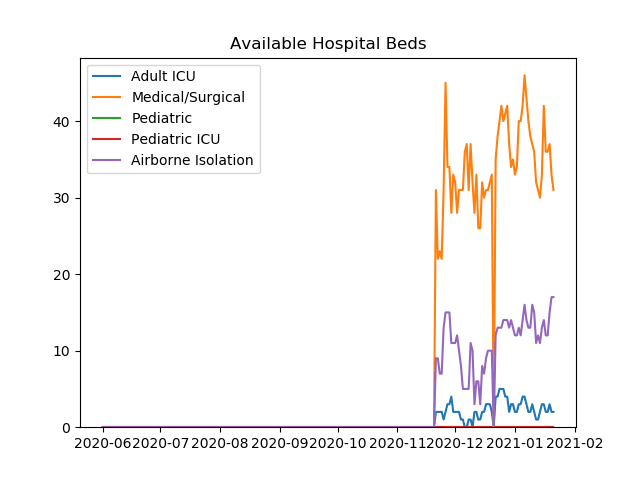 Available Hospital Beds
Adult ICU
Medical/Surgical
Pediatric
Pediatric ICU
Airborne Isolation
40
30
20
10
0
2020-06 2020-07 2020-08 2020-09 2020-10 2020-11 2020-12 2021-01 2021-02